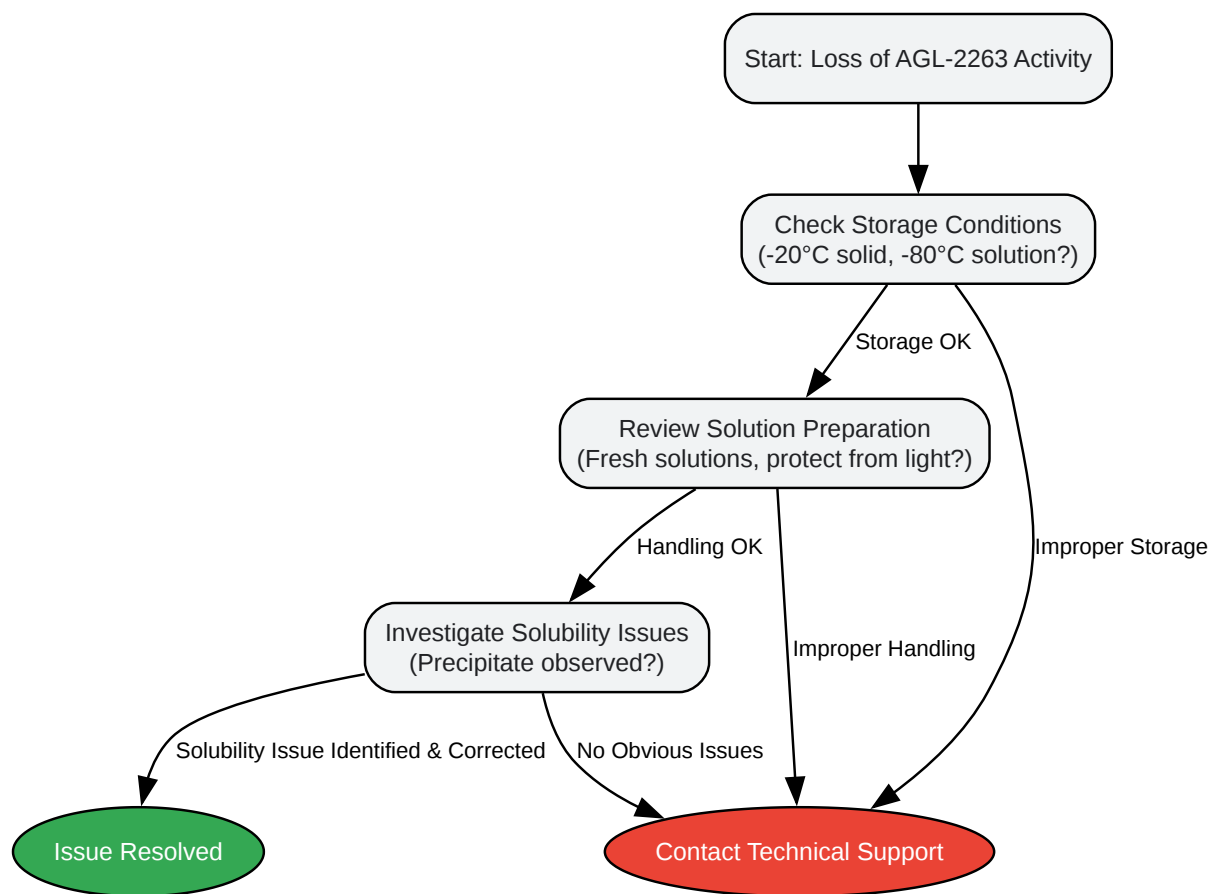 Start: Loss of AGL-2263 Activity
Check Storage Conditions
(-20°C solid, -80°C solution?)
Storage OK
Review Solution Preparation
(Fresh solutions, protect from light?)
Handling OK
Improper Storage
Investigate Solubility Issues
(Precipitate observed?)
Improper Handling
Solubility Issue Identified & Corrected
No Obvious Issues
Issue Resolved
Contact Technical Support